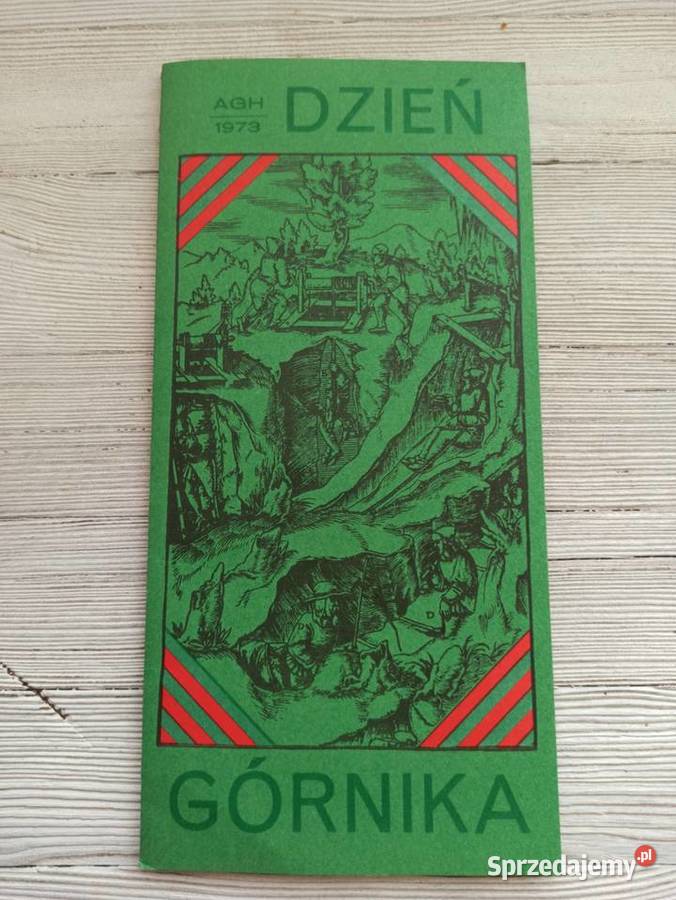 AGH
1973
DZIEŃ
C
D
GÓRNIKA
Sprzedajemy.pl